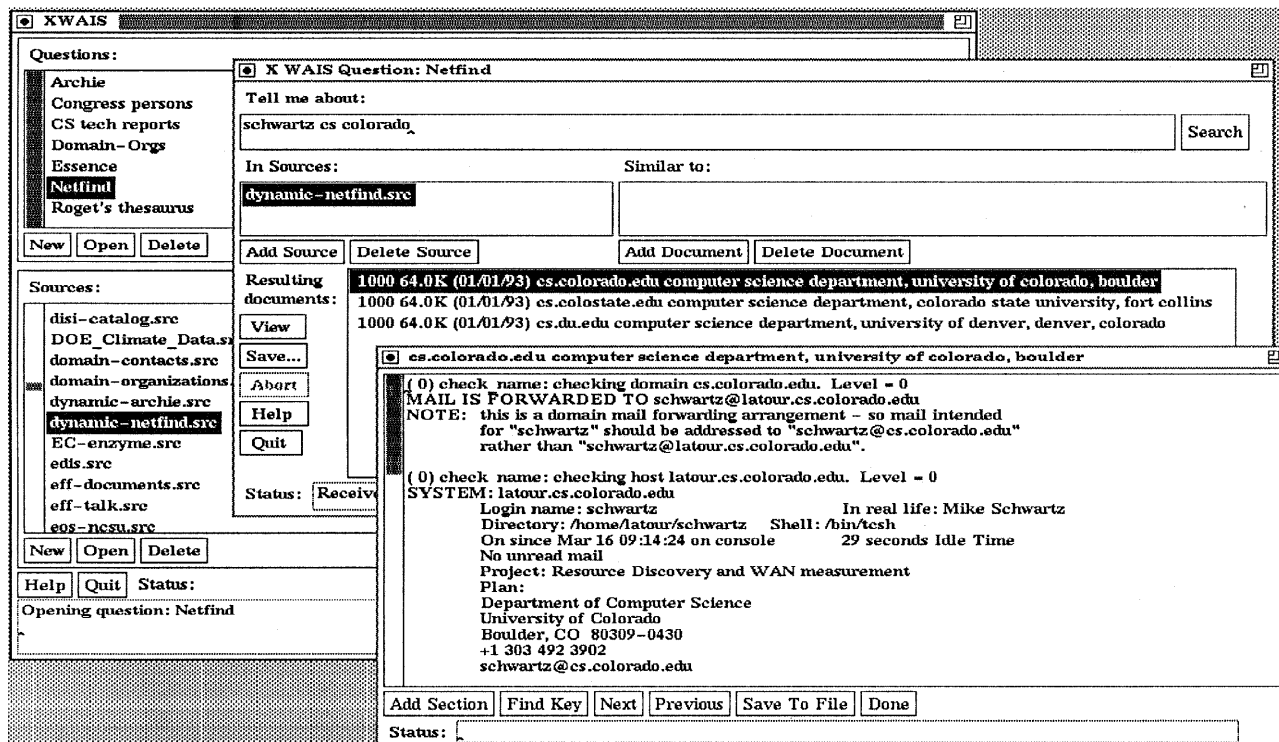 XWAIS
Questions:
Archie
Congress persons
CS tech reports
Domain-Orgs
Essence
Netfind
Roget's thesaurus
New Open Delete
Sources:
disi-catalog.src
DOE_Climate_Data.s
domain-contacts.src
domain-organizations
dynamic-archie.src
dynamic-netfind.src
EC-enzyme.src
edis.src
eff-documents.src
eff-talk.src
eos-ncsu.src
New Open Delete
Help Quit Status:
Opening question: Netfind
X WAIS Question: Netfind
Tell me about:
schwartz cs colorado
Search
In Sources: Similar to:
dynamic-netfind.src
Add Source Delete Source Add Document Delete Document
Resulting
documents:
1000 64.0K (01/01/93) cs.colorado.edu computer science department, university of colorado, boulder
1000 64.0K (01/01/93) cs.colostate.edu computer science department, colorado state university, fort collins
1000 64.0K (01/01/93) cs.du.edu computer science department, university of denver, denver, colorado
View
Save...
Abort
Help
Quit
Status: Receive
cs.colorado.edu computer science department, university of colorado, boulder
( 0) check_name: checking domain cs.colorado.edu. Level = 0
MAIL IS FORWARDED TO schwartz@latour.cs.colorado.edu
NOTE: this is a domain mail forwarding arrangement - so mail intended
for "schwartz" should be addressed to "schwartz@cs.colorado.edu"
rather than "schwartz@latour.cs.colorado.edu".
( 0) check_name: checking host latour.cs.colorado.edu. Level = 0
SYSTEM: latour.cs.colorado.edu
Login name: schwartz In real life: Mike Schwartz
Directory: /home/latour/schwartz Shell: /bin/tcsh
On since Mar 16 09:14:24 on console 29 seconds Idle Time
No unread mail
Project: Resource Discovery and WAN measurement
Plan:
Department of Computer Science
University of Colorado
Boulder, CO 80309-0430
+1 303 492 3902
schwartz@cs.colorado.edu
Add Section Find Key Next Previous Save To File Done
Status: